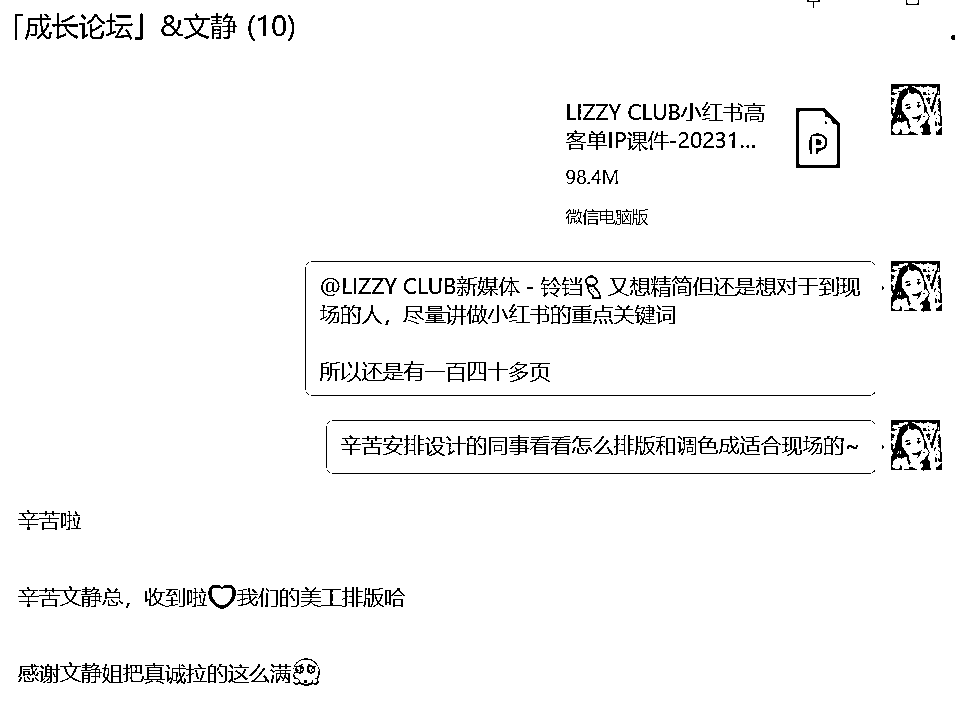 「成长论坛」&文静 (10)
LIZZY CLUB小红书高
客单IP课件-20231...
98.4M
微信电脑版
@LIZZY CLUB新媒体 - 铃铛 又想精简但还是想对于到现
场的人，尽量讲做小红书的重点关键词
所以还是有一百四十多页
辛苦安排设计的同事看看怎么排版和调色成适合现场的~
辛苦啦
辛苦文静总，收到啦我们的美工排版哈
感谢文静姐把真诚拉的这么满